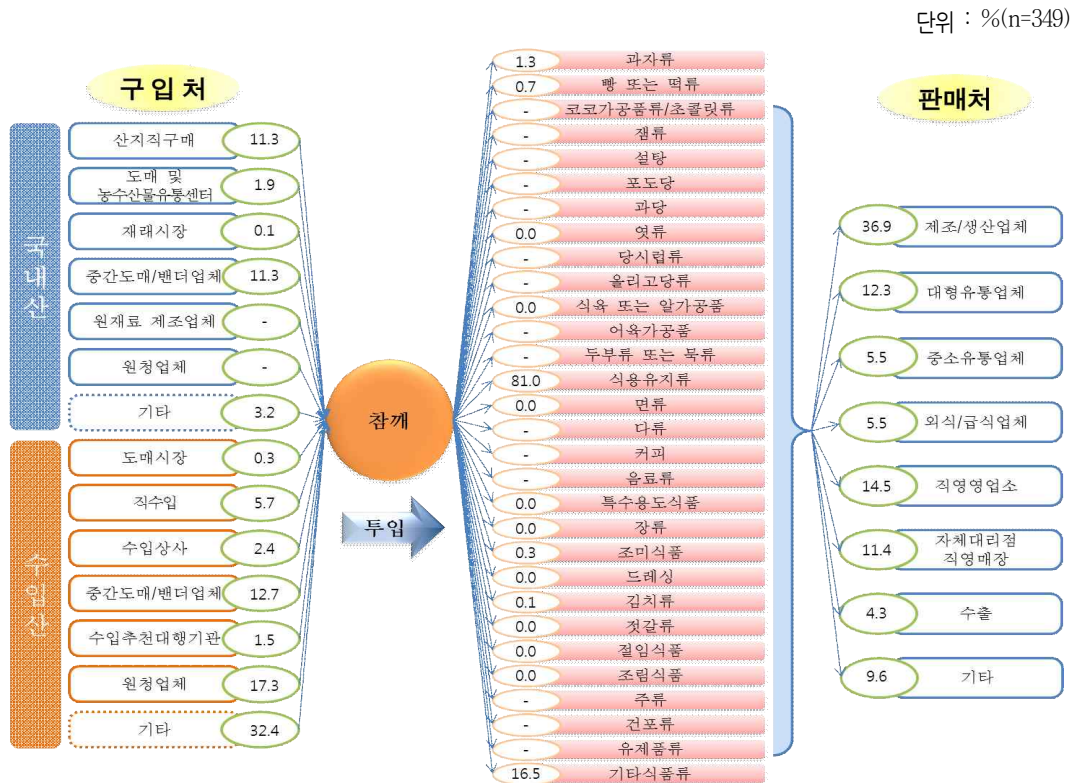 단위 : %(n=349)
구입처
국내산
산지직구매 11.3
도매 및
농수산물유통센터 1.9
재래시장 0.1
중간도매/밴더업체 11.3
원재료 제조업체 -
원청업체 -
기타 3.2
수입산
도매시장 0.3
직수입 5.7
수입상사 2.4
중간도매/밴더업체 12.7
수입추천대행기관 1.5
원청업체 17.3
기타 32.4
참깨
투입
1.3 과자류
0.7 빵 또는 떡류
- 코코가공품류/초콜릿류
- 잼류
- 설탕
- 포도당
- 과당
0.0 엿류
- 당시럽류
- 올리고당류
0.0 식육 또는 알가공품
- 어육가공품
- 두부류 또는 묵류
81.0 식용유지류
0.0 면류
- 다류
- 커피
- 음료류
0.0 특수용도식품
0.0 장류
0.3 조미식품
0.0 드레싱
0.1 김치류
0.0 젓갈류
0.0 절임식품
0.0 조림식품
- 주류
- 건포류
- 유제품류
16.5 기타식품류
판매처
36.9 제조/생산업체
12.3 대형유통업체
5.5 중소유통업체
5.5 외식/급식업체
14.5 직영영업소
11.4 자체대리점
직영매장
4.3 수출
9.6 기타